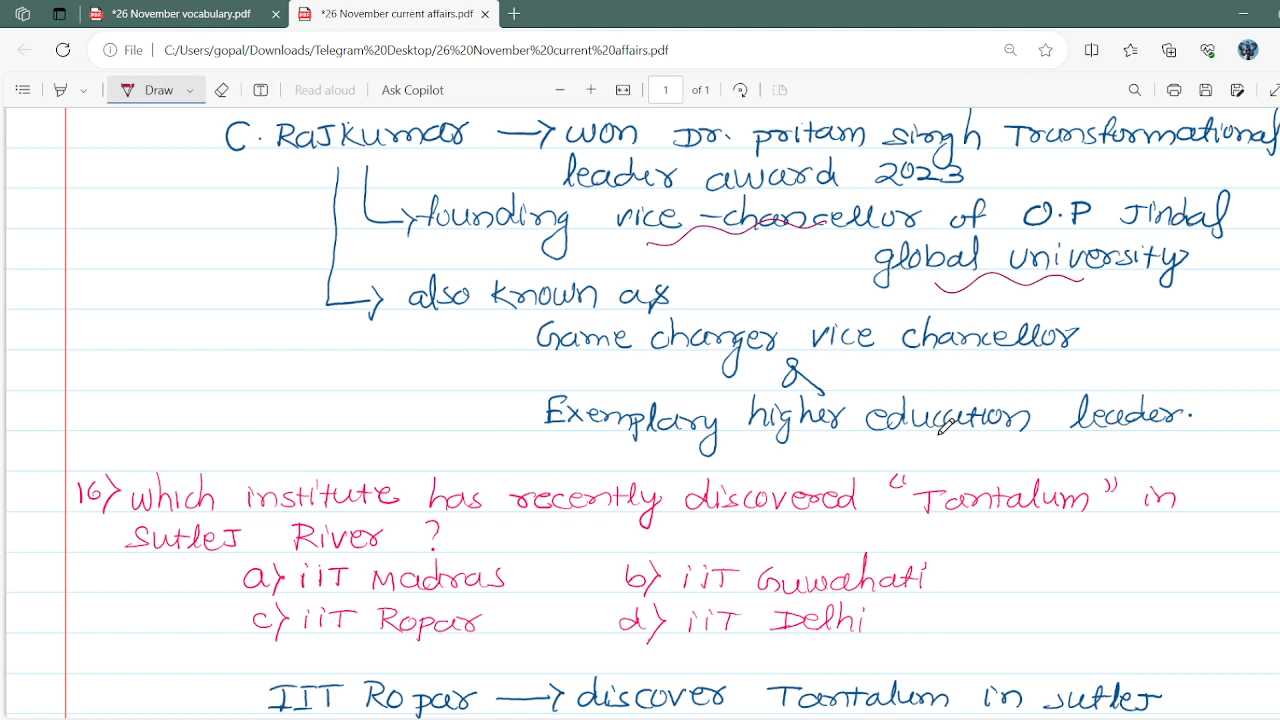 *26 November vocabulary.pdf
*26 November current affairs.pdf
File C:/Users/gopal/Downloads/Telegram%20Desktop/26%20November%20current%20affairs.pdf
Draw Read aloud Ask Copilot 1 of 1
C. RajKumar → won Dr. pritam singh Transformational
leader award 2023
→ founding vice-chancellor of O.P Jindal
global university
→ also known as
Game charger vice chancellor
&
Exemplary higher education leader.
16) which institute has recently discovered "Tantalum" in
Sutlej River ?
a) iiT Madras b) iiT Guwahati
c) iiT Ropar d) iiT Delhi
IIT Ropar → discover Tantalum in sutlej